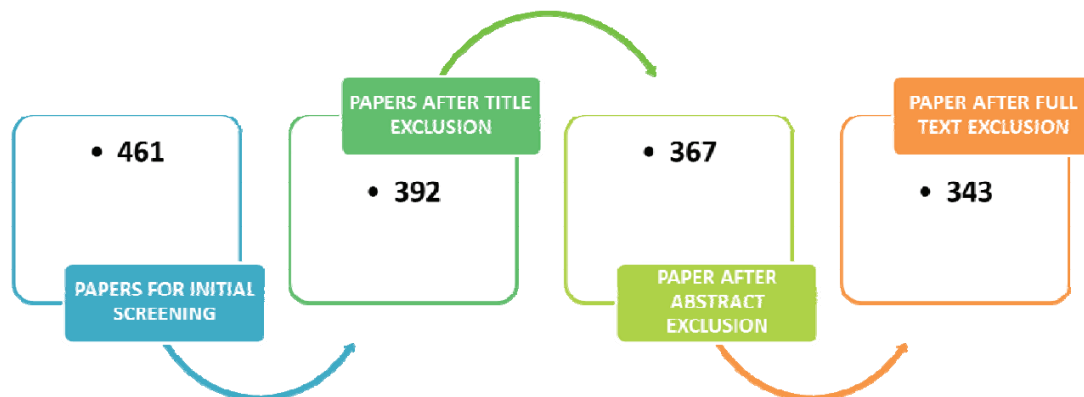 • 461
PAPERS FOR INITIAL
SCREENING
PAPERS AFTER TITLE
EXCLUSION
• 392
• 367
PAPER AFTER
ABSTRACT
EXCLUSION
PAPER AFTER FULL
TEXT EXCLUSION
• 343